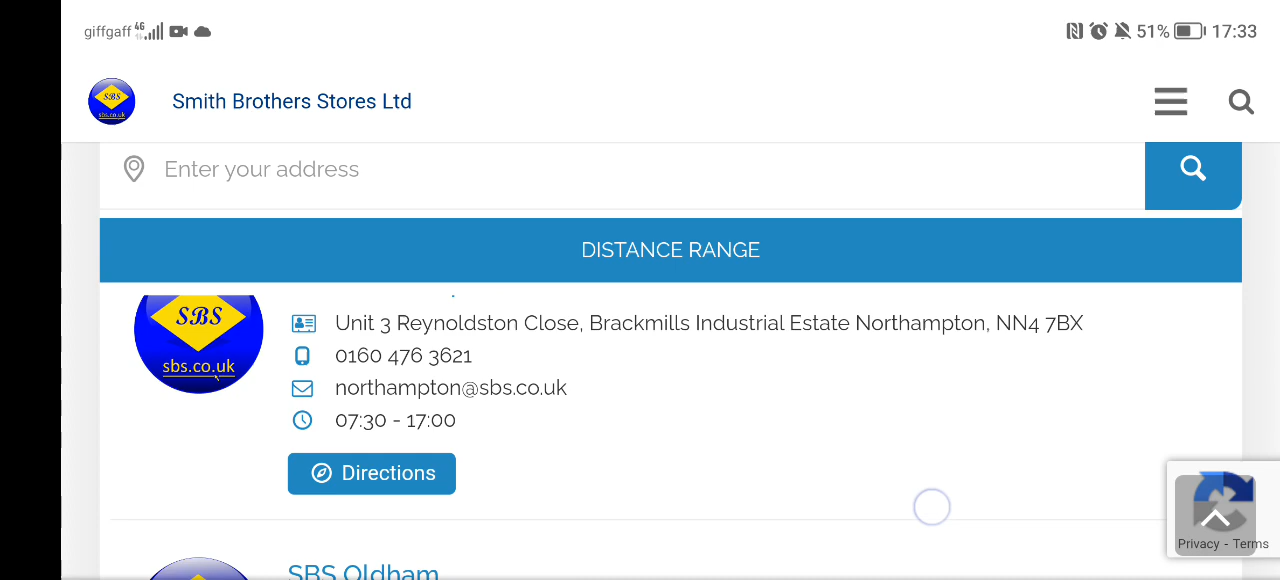 giffgaff 4G 51% 17:33
SBS
sbs.co.uk
Smith Brothers Stores Ltd
Enter your address
DISTANCE RANGE
SBS
sbs.co.uk
Unit 3 Reynoldston Close, Brackmills Industrial Estate Northampton, NN4 7BX
0160 476 3621
northampton@sbs.co.uk
07:30 - 17:00
Directions
Privacy - Terms
SBS Oldham